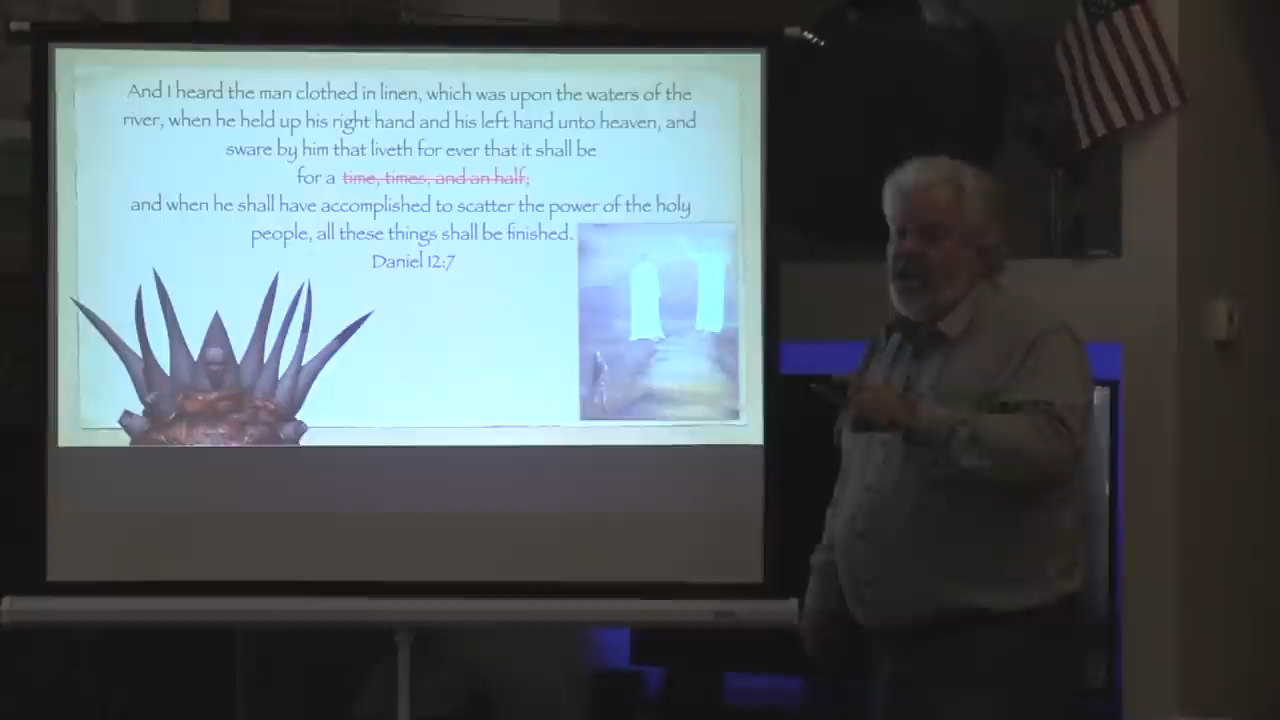 And I heard the man clothed in linen, which was upon the waters of the
river, when he held up his right hand and his left hand unto heaven, and
sware by him that liveth for ever that it shall be
for a time, times, and an half;
and when he shall have accomplished to scatter the power of the holy
people, all these things shall be finished.
Daniel 12:7